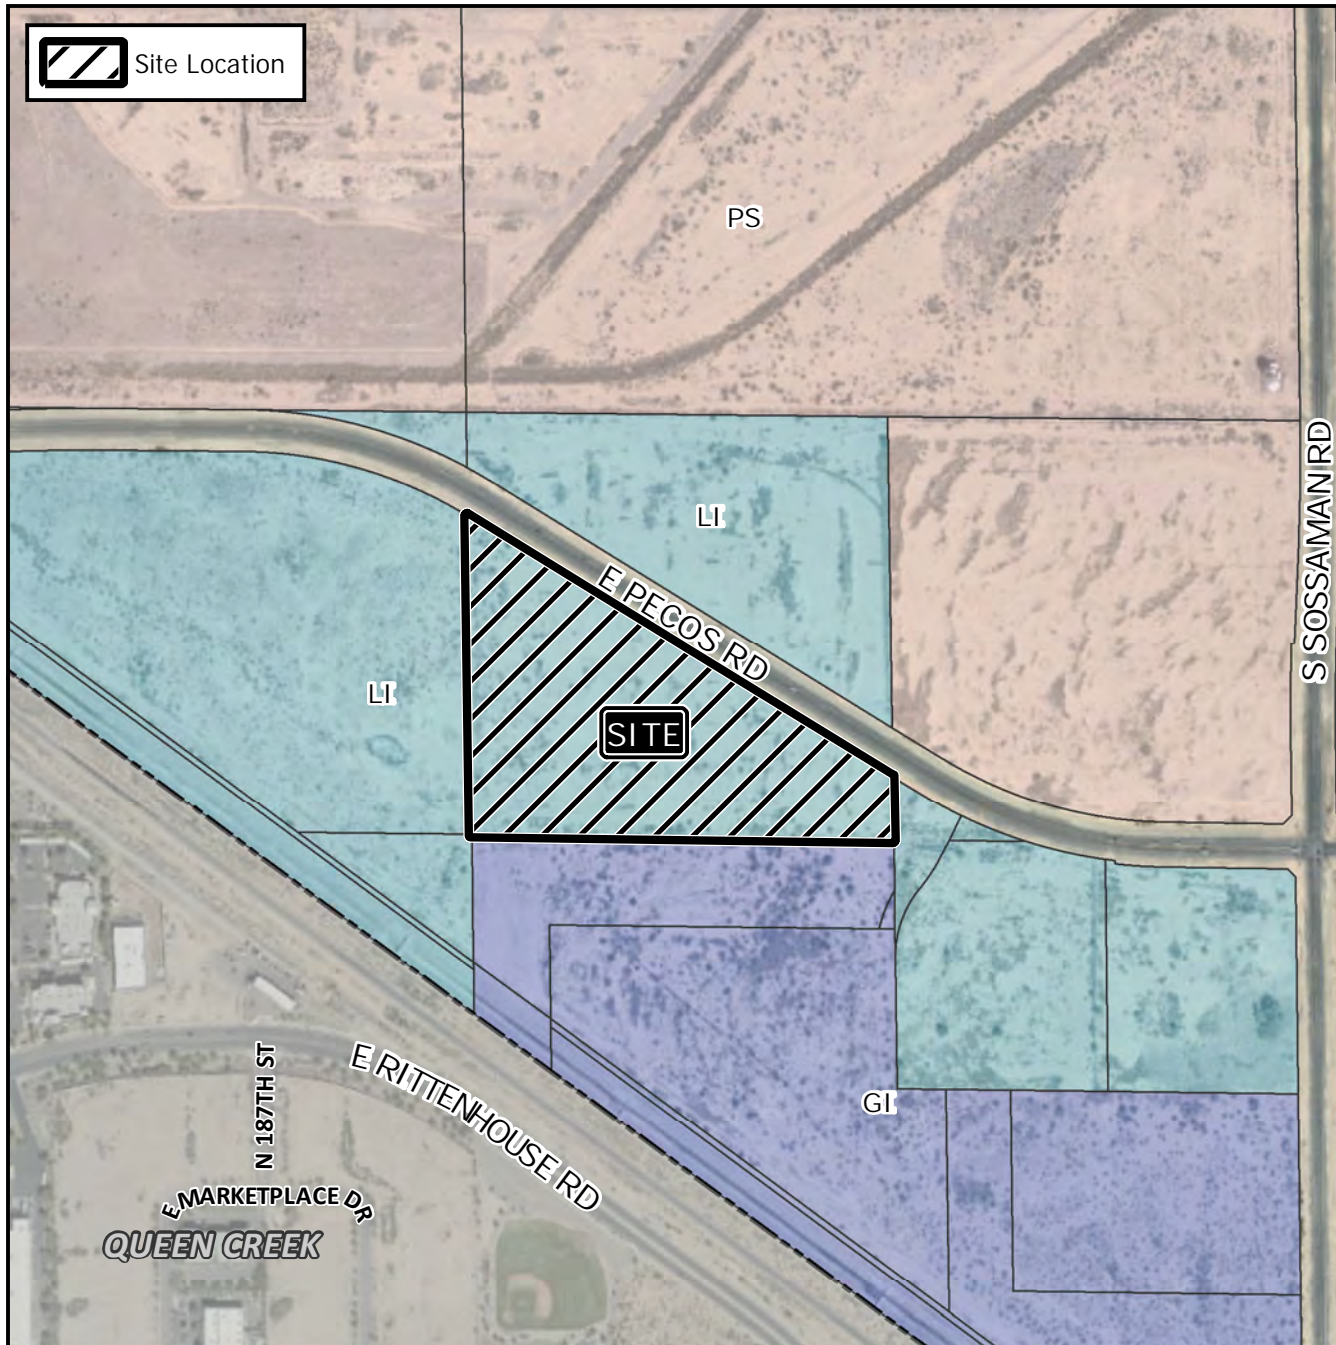 Site Location
PS
S SOSSAMAN RD
LI
E PECOS RD
LI
SITE
E RITTENHOUSE RD
N 187TH ST
GI
E MARKETPLACE DR
QUEEN CREEK